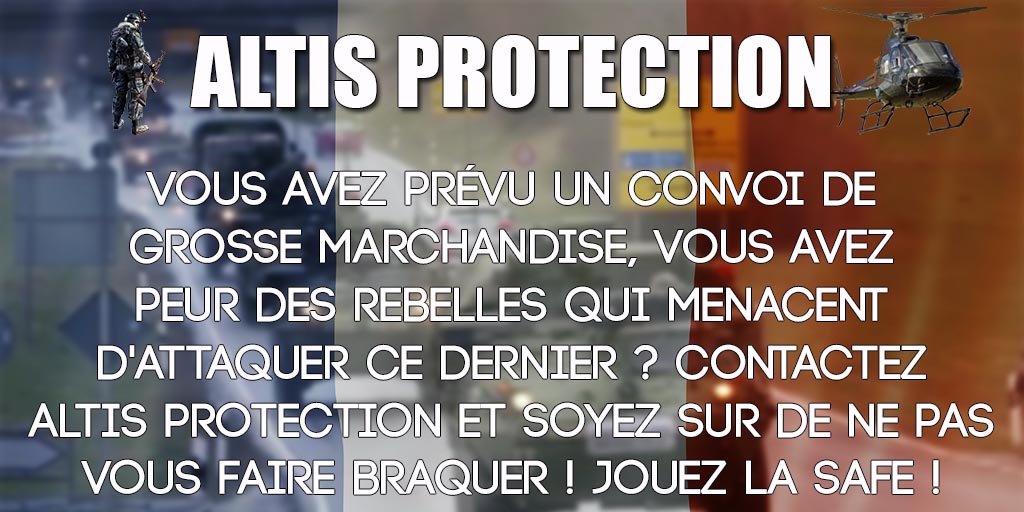 ALTIS PROTECTION
VOUS AVEZ PRÉVU UN CONVOI DE
GROSSE MARCHANDISE, VOUS AVEZ
PEUR DES REBELLES QUI MENACENT
D'ATTAQUER CE DERNIER ? CONTACTEZ
ALTIS PROTECTION ET SOYEZ SUR DE NE PAS
VOUS FAIRE BRAQUER ! JOUEZ LA SAFE !